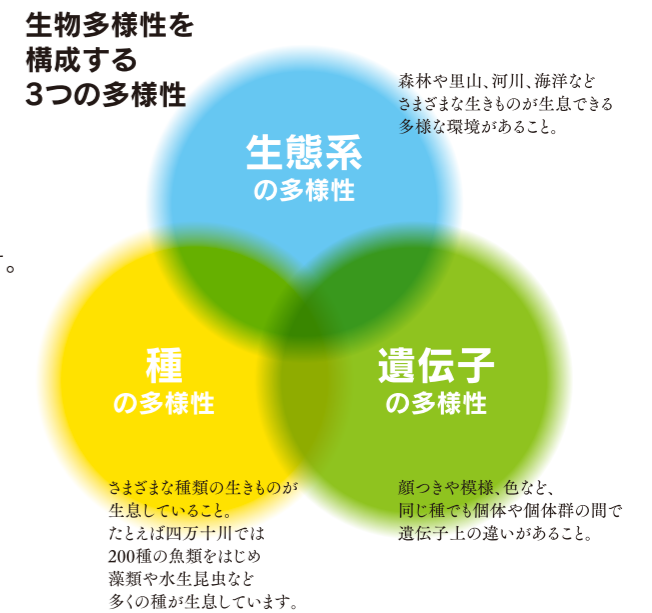 生物多様性を
構成する
3つの多様性
森林や里山、河川、海洋など
さまざまな生きものが生息できる
多様な環境があること。
生態系
の多様性
。
種
の多様性
遺伝子
の多様性
さまざまな種類の生きものが
生息していること。
たとえば四万十川では
200種の魚類をはじめ
藻類や水生昆虫など
多くの種が生息しています。
顔つきや模様、色など、
同じ種でも個体や個体群の間で
遺伝子上の違いがあること。